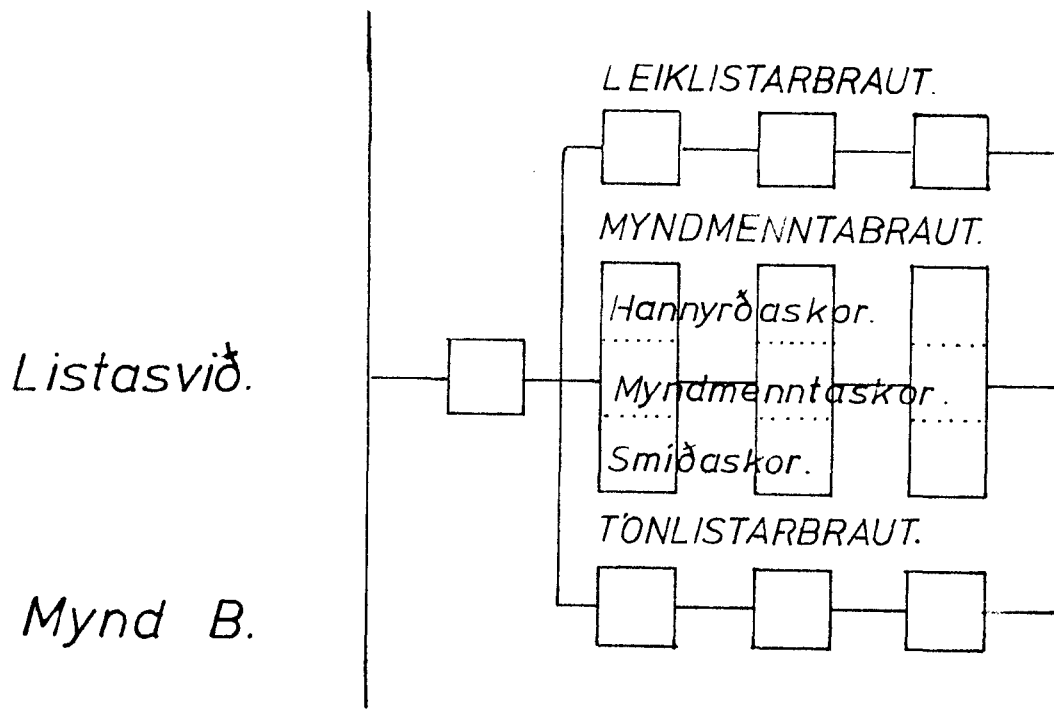 LEIKLISTARBRAUT.
MYNDMENNTABRAUT.
Hannyrðaskor.
Listasvið.
Myndmenntaskor.
Smíðaskor.
TÓNLISTARBRAUT.
Mynd B.